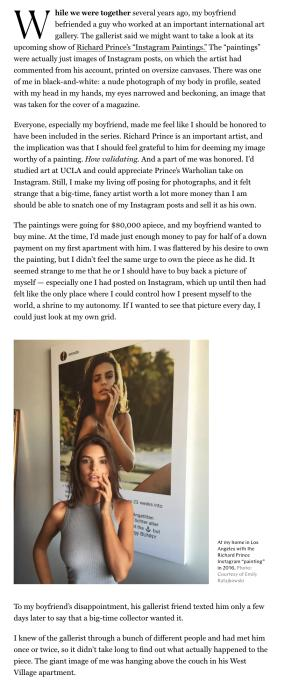 While we were together several years ago, my boyfriend
befriended a guy who worked at an important international art
gallery. The gallerist said we might want to take a look at its
upcoming show of Richard Prince’s “Instagram Paintings.” The “paintings”
were actually just images of Instagram posts, on which the artist had
commented from his account, printed on oversize canvases. There was one
of me in black-and-white: a nude photograph of my body in profile, seated
with my head in my hands, my eyes narrowed and beckoning, an image that
was taken for the cover of a magazine.
Everyone, especially my boyfriend, made me feel like I should be honored to
have been included in the series. Richard Prince is an important artist, and
the implication was that I should feel grateful to him for deeming my image
worthy of a painting. How validating. And a part of me was honored. I’d
studied art at UCLA and could appreciate Prince’s Warholian take on
Instagram. Still, I make my living off posing for photographs, and it felt
strange that a big-time, fancy artist worth a lot more money than I am
should be able to snatch one of my Instagram posts and sell it as his own.
The paintings were going for $80,000 apiece, and my boyfriend wanted to
buy mine. At the time, I’d made just enough money to pay for half of a down
payment on my first apartment with him. I was flattered by his desire to own
the painting, but I didn’t feel the same urge to own the piece as he did. It
seemed strange to me that he or I should have to buy back a picture of
myself — especially one I had posted on Instagram, which up until then had
felt like the only place where I could control how I present myself to the
world, a shrine to my autonomy. If I wanted to see that picture every day, I
could just look at my own grid.
At my home in Los
Angeles with the
Richard Prince
Instagram “painting”
in 2016. Photo:
Courtesy of Emily
Ratajkowski
To my boyfriend’s disappointment, his gallerist friend texted him only a few
days later to say that a big-time collector wanted it.
I knew of the gallerist through a bunch of different people and had met him
once or twice, so it didn’t take long to find out what actually happened to the
piece. The giant image of me was hanging above the couch in his West
Village apartment.